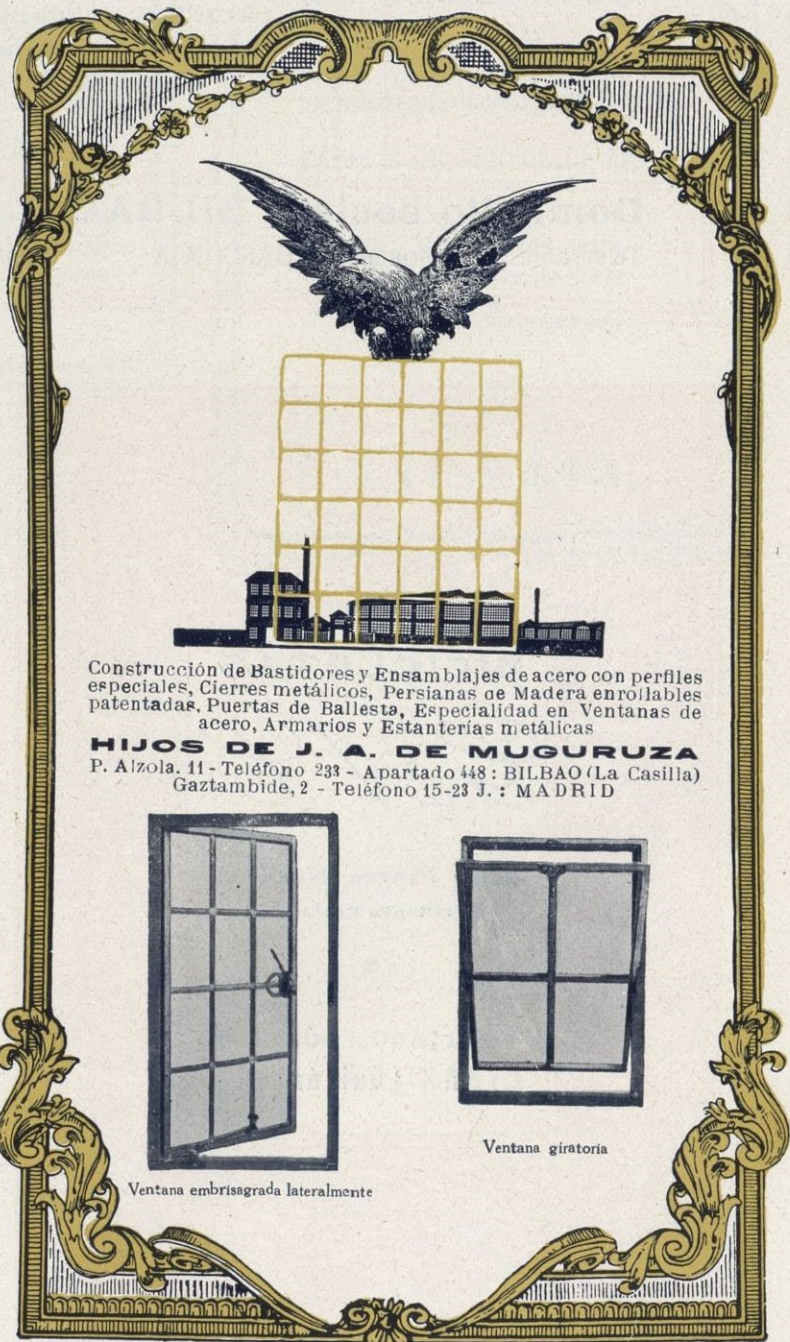 Construcción de Bastidores y Ensamblajes de acero con perfiles
especiales, Cierres metálicos, Persianas de Madera enrollables
patentadas, Puertas de Ballesta, Especialidad en Ventanas de
acero, Armarios y Estanterías metálicas
HIJOS DE J. A. DE MUGURUZA
P. Alzola. 11 - Teléfono 233 - Apartado 448 : BILBAO (La Casilla)
Gaztambide, 2 - Teléfono 15-23 J. : MADRID
Ventana giratoria
Ventana embrisagrada lateralmente